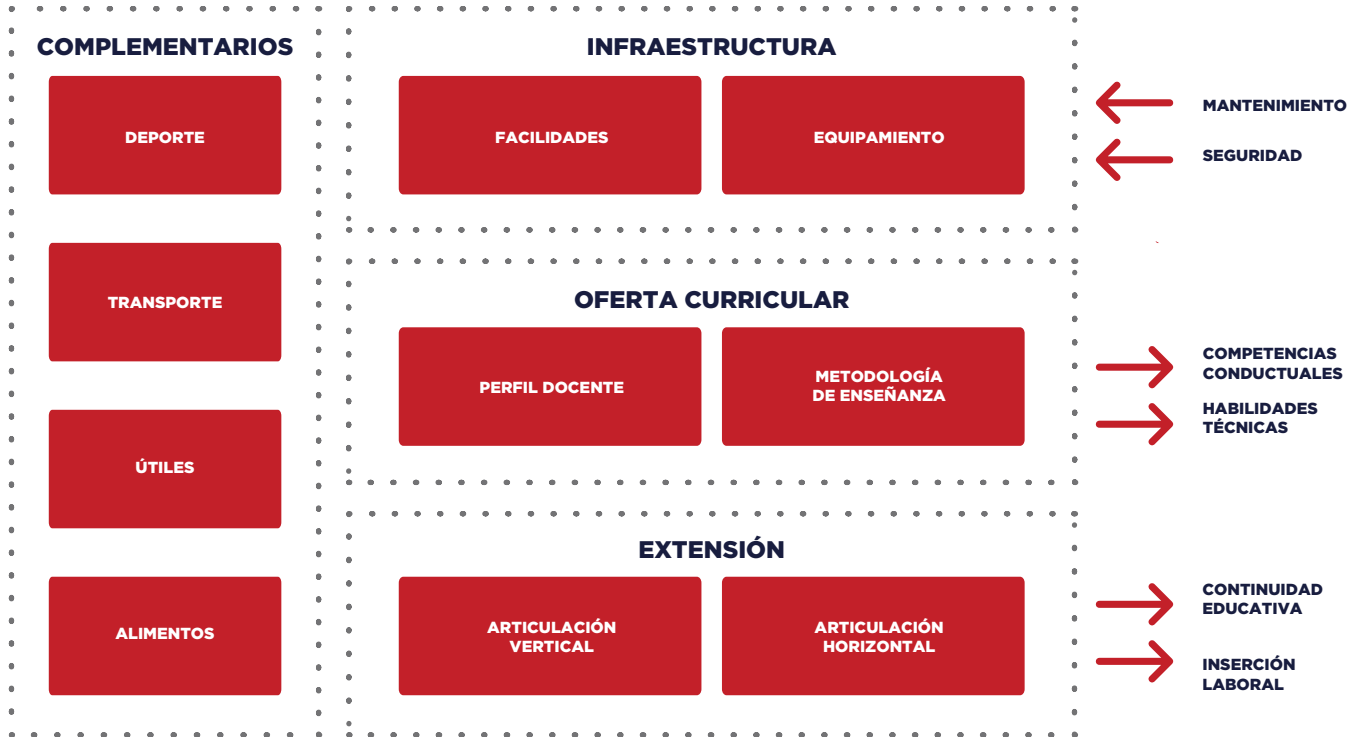 COMPLEMENTARIOS
DEPORTE
TRANSPORTE
ÚTILES
ALIMENTOS
INFRAESTRUCTURA
FACILIDADES
EQUIPAMIENTO
MANTENIMIENTO
SEGURIDAD
OFERTA CURRICULAR
PERFIL DOCENTE
METODOLOGÍA
DE ENSEÑANZA
COMPETENCIAS
CONDUCTUALES
HABILIDADES
TÉCNICAS
EXTENSIÓN
ARTICULACIÓN
VERTICAL
ARTICULACIÓN
HORIZONTAL
CONTINUIDAD
EDUCATIVA
INSERCIÓN
LABORAL